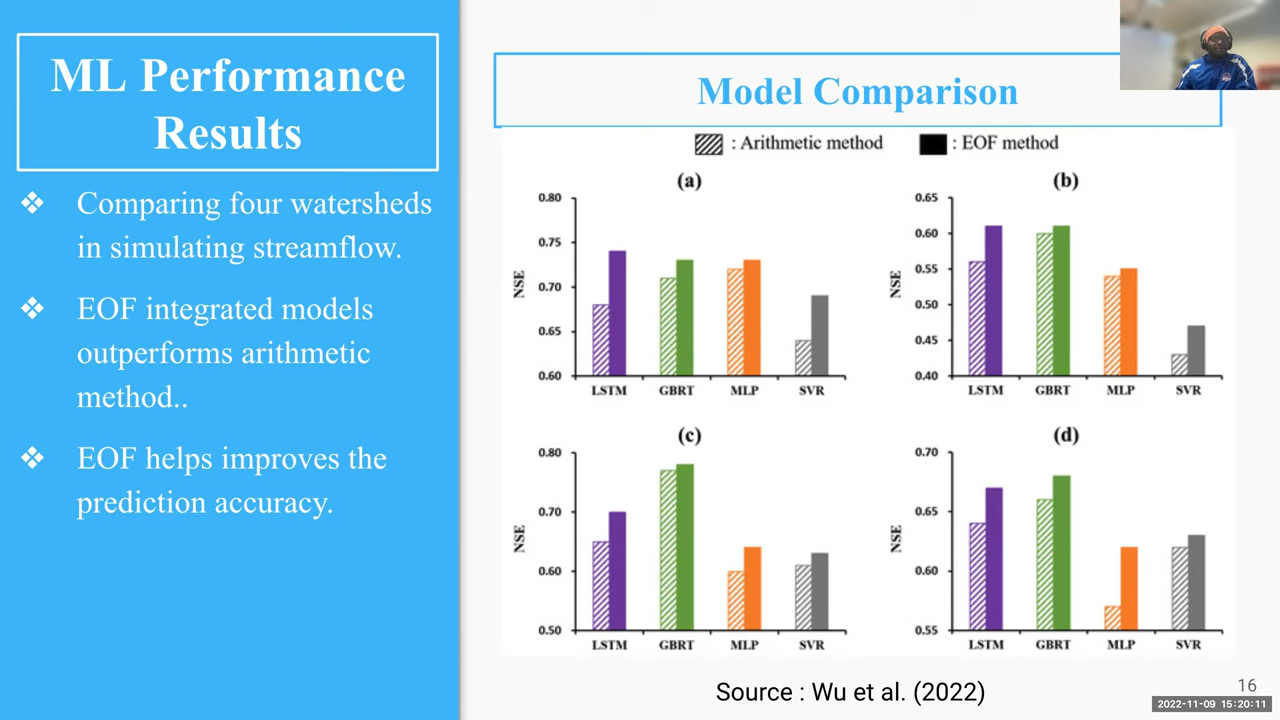 ML Performance
Results
❖ Comparing four watersheds
in simulating streamflow.
❖ EOF integrated models
outperforms arithmetic
method..
❖ EOF helps improves the
prediction accuracy.
Model Comparison
: Arithmetic method : EOF method
(a)
0.80
0.75
0.70
0.65
0.60
NSE
LSTM GBRT MLP SVR
(b)
0.65
0.60
0.55
0.50
0.45
0.40
NSE
LSTM GBRT MLP SVR
(c)
0.80
0.70
0.60
0.50
NSE
LSTM GBRT MLP SVR
(d)
0.70
0.65
0.60
0.55
NSE
LSTM GBRT MLP SVR
Source : Wu et al. (2022)
16
2022-11-09 15:20:11